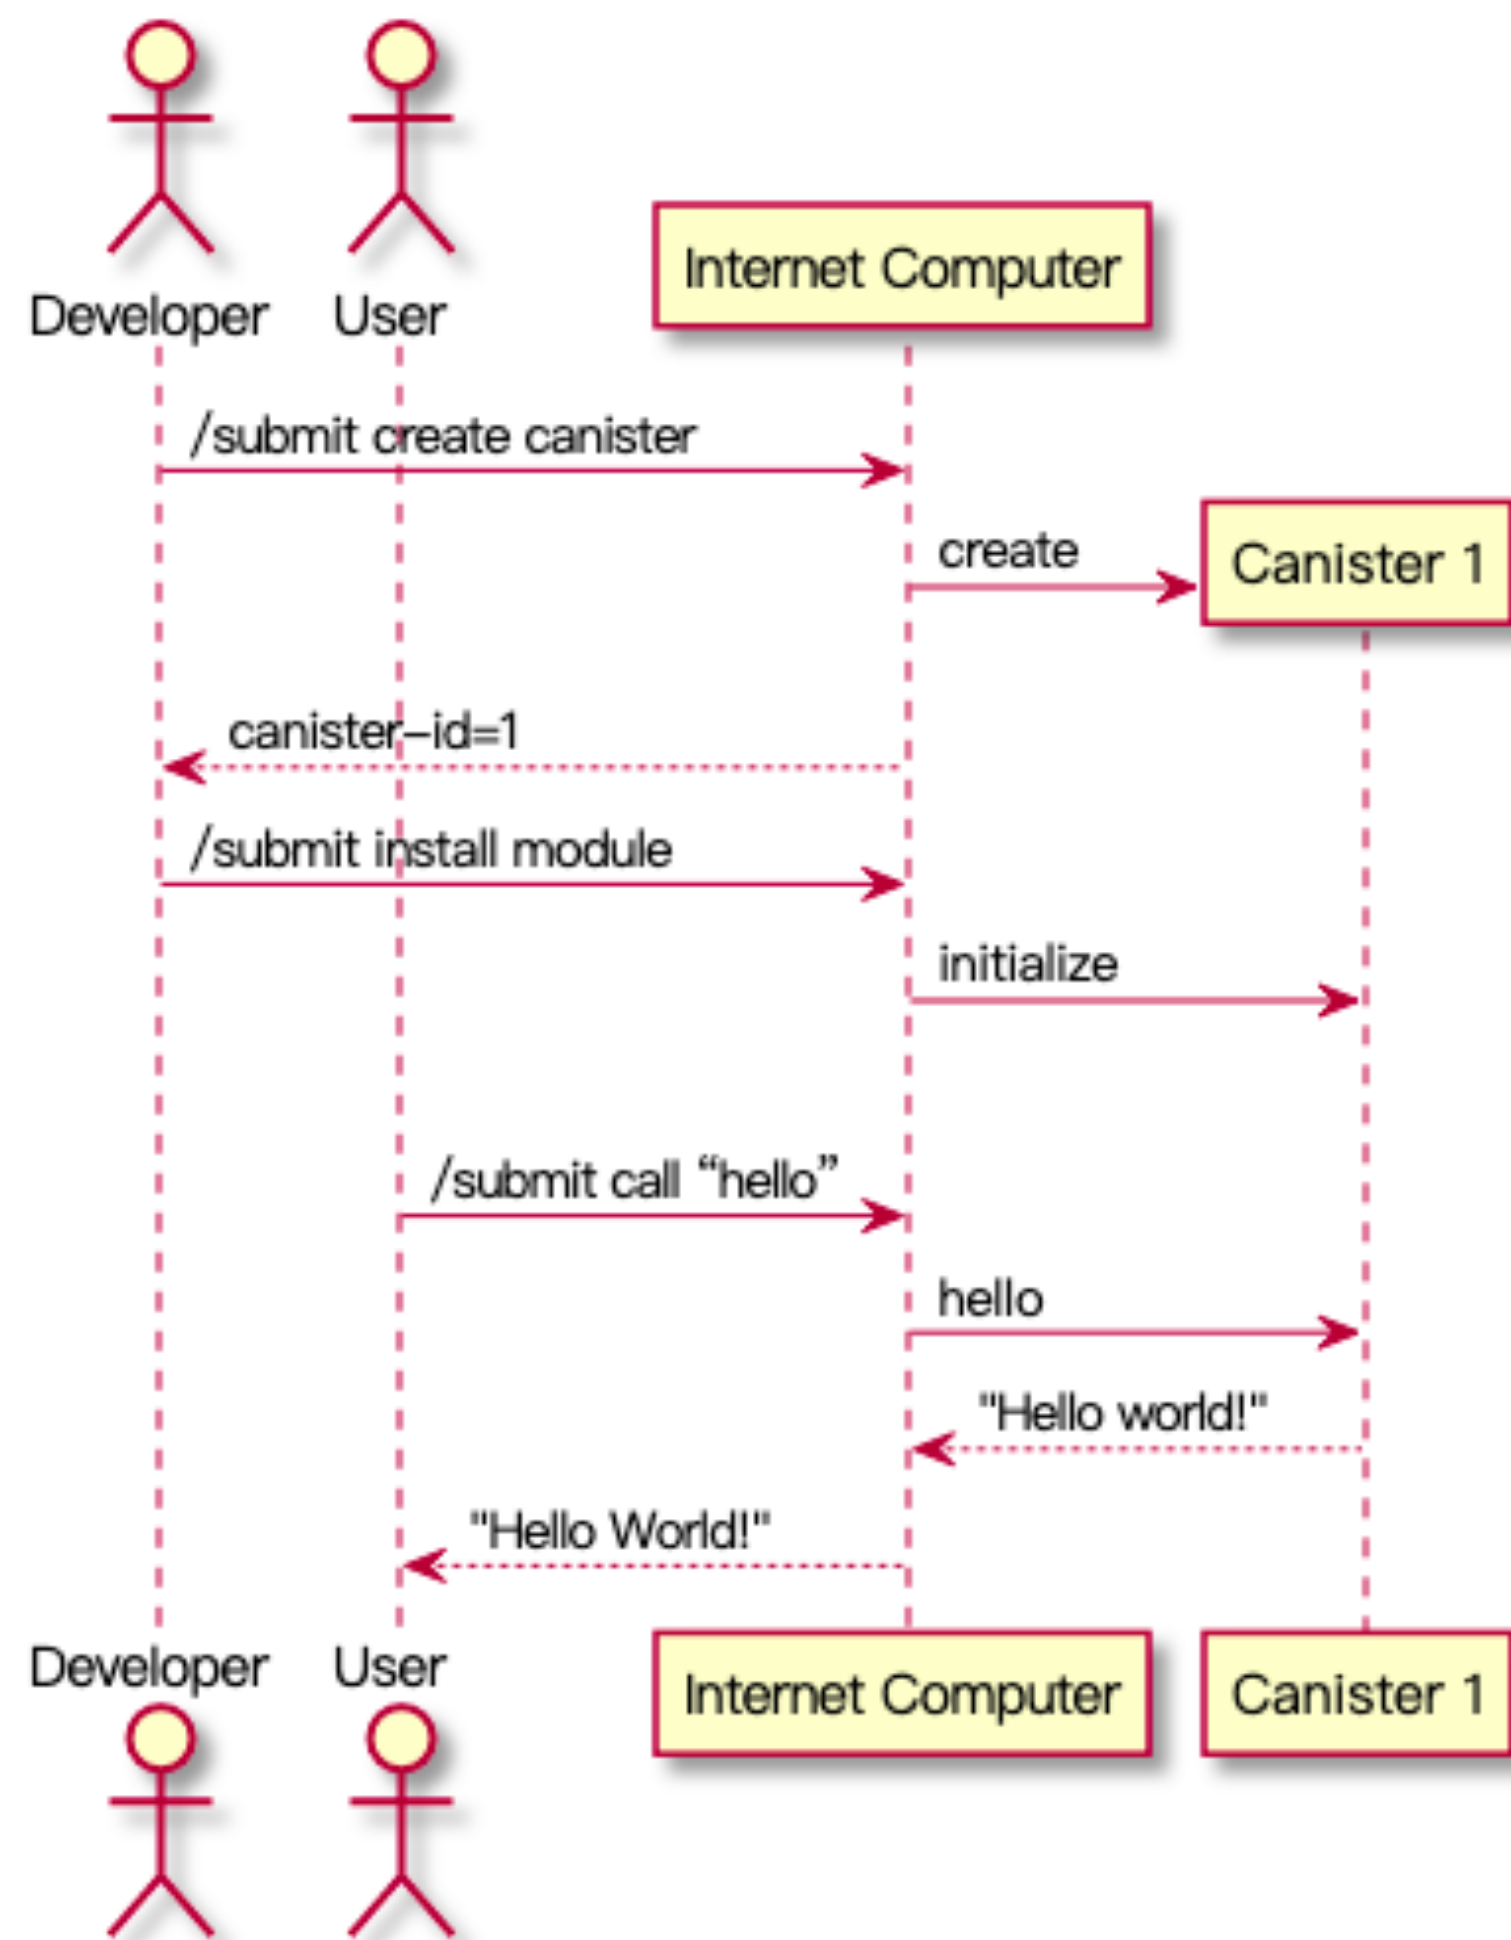 Developer
User
Internet Computer
/submit create canister
create
Canister 1
canister-id=1
/submit install module
initialize
/submit call “hello”
hello
"Hello world!"
"Hello World!"
Developer
User
Internet Computer
Canister 1